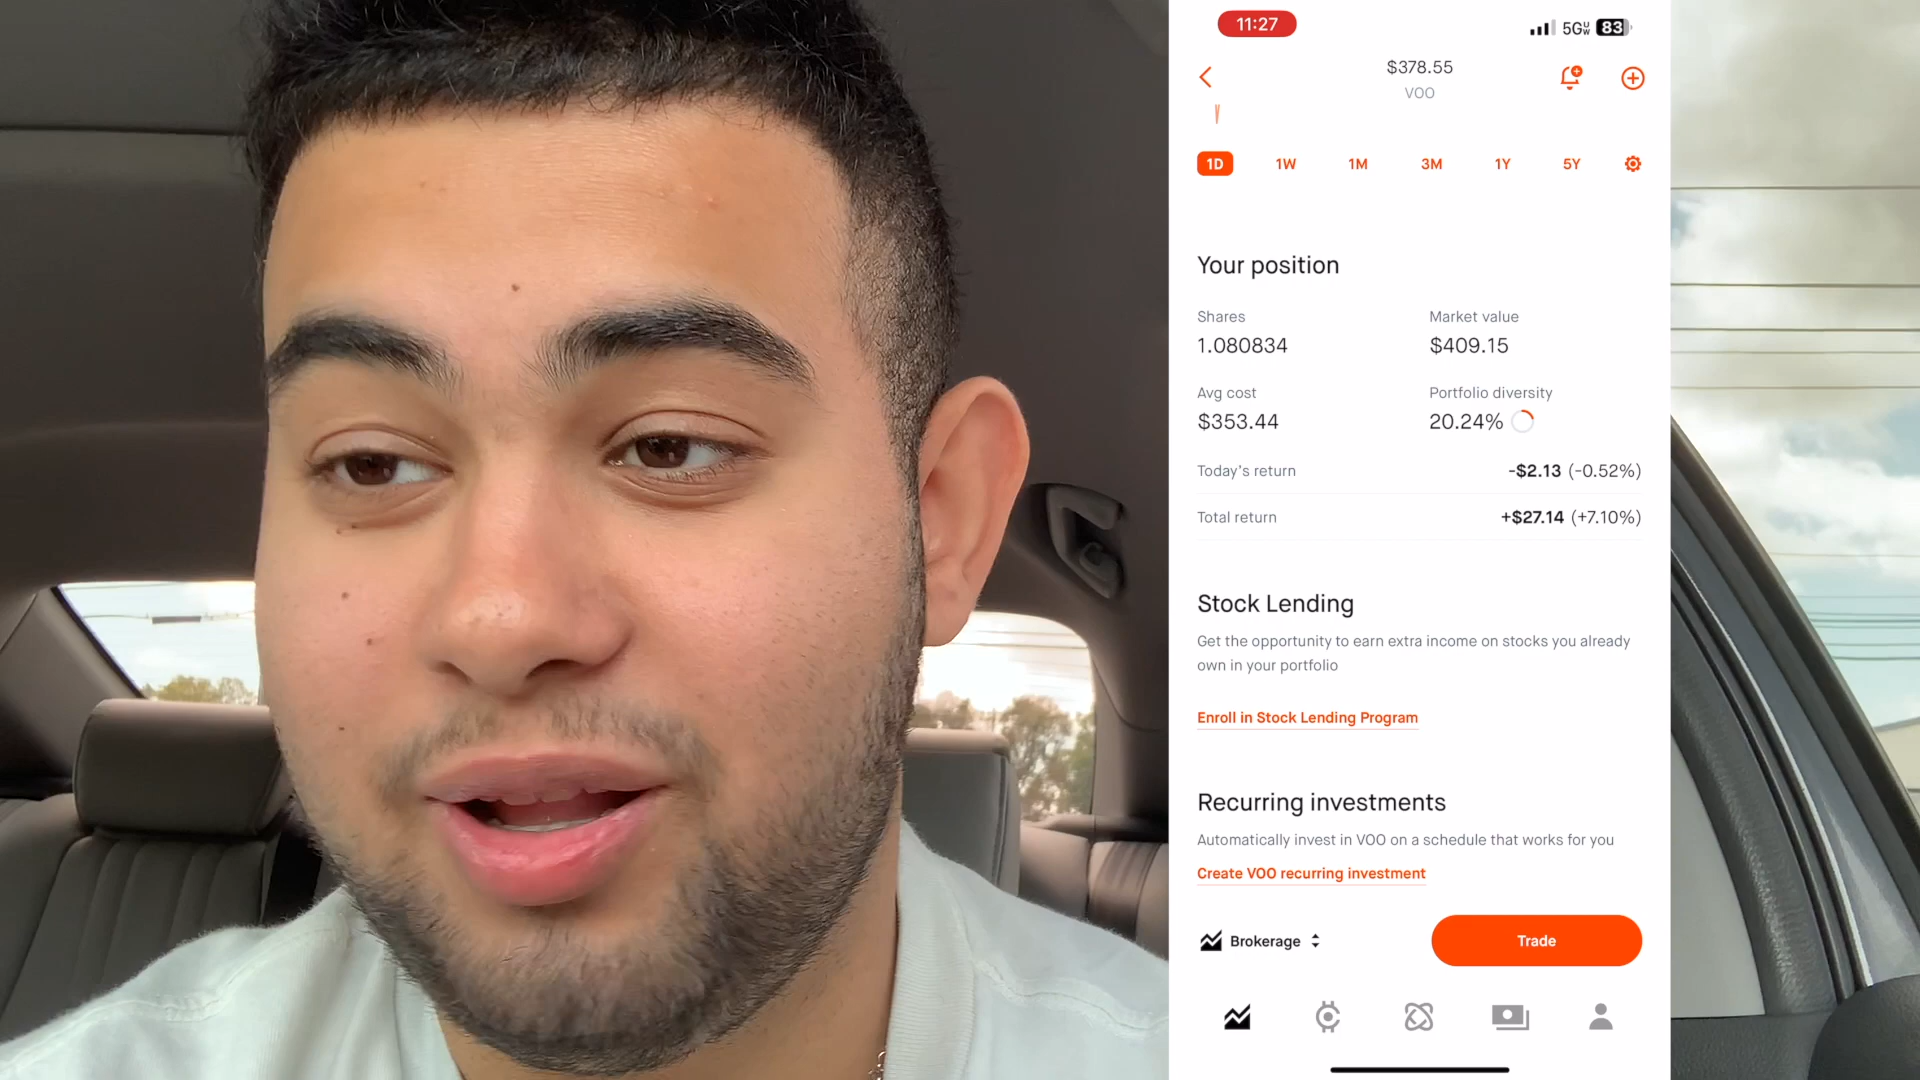 11:27
5GUW 83
$378.55
VOO
1D 1W 1M 3M 1Y 5Y
Your position
Shares Market value
1.080834 $409.15
Avg cost Portfolio diversity
$353.44 20.24%
Today's return -$2.13 (-0.52%)
Total return +$27.14 (+7.10%)
Stock Lending
Get the opportunity to earn extra income on stocks you already
own in your portfolio
Enroll in Stock Lending Program
Recurring investments
Automatically invest in VOO on a schedule that works for you
Create VOO recurring investment
Brokerage Trade